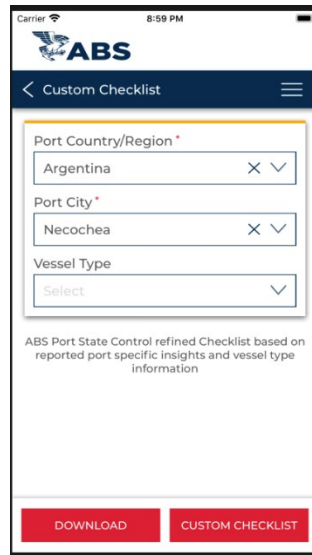 Carrier 8:59 PM
ABS
Custom Checklist
Port Country/Region *
Argentina
Port City *
Necochea
Vessel Type
Select
ABS Port State Control refined Checklist based on
reported port specific insights and vessel type
information
DOWNLOAD
CUSTOM CHECKLIST